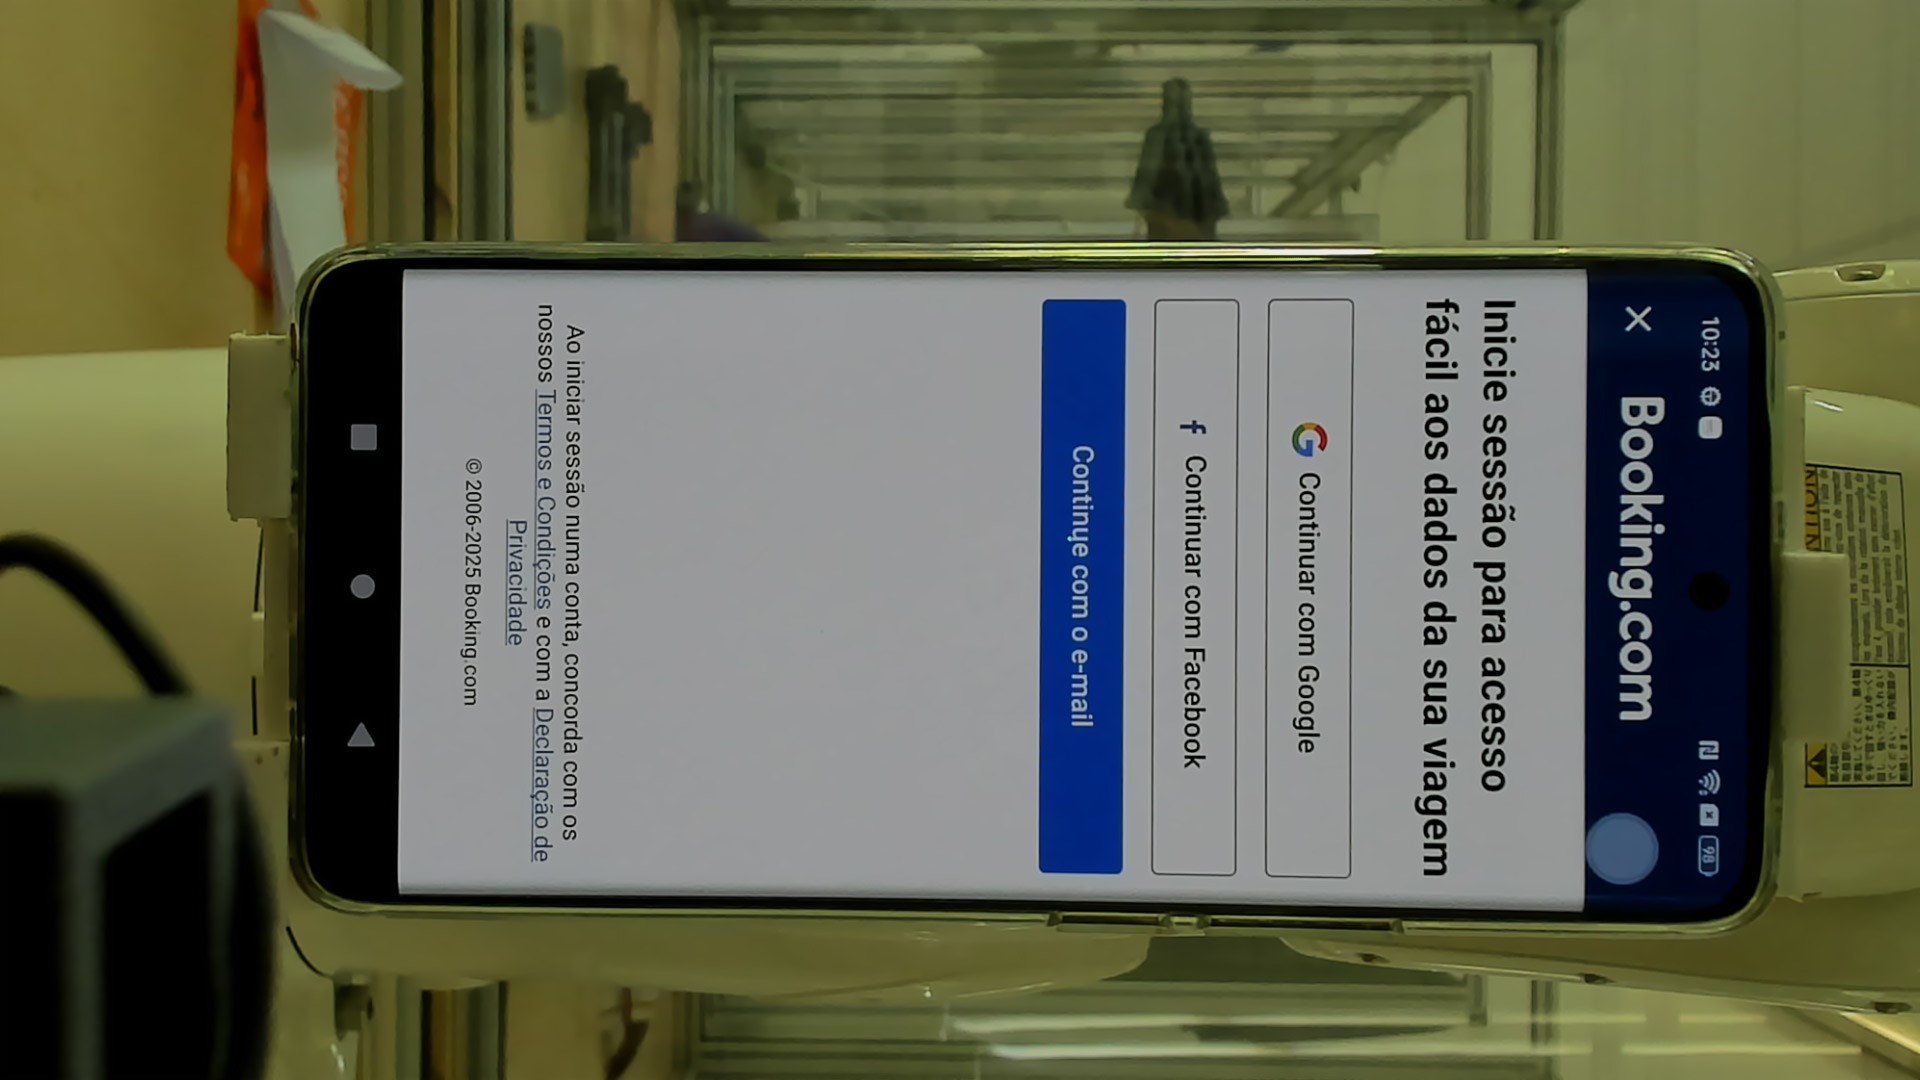 10:23
98
Booking.com
Inicie sessão para acesso
fácil aos dados da sua viagem
Continuar com Google
Continuar com Facebook
Continue com o e-mail
Ao iniciar sessão numa conta, concorda com os
nossos Termos e Condições e com a Declaração de
Privacidade
© 2006-2025 Booking.com